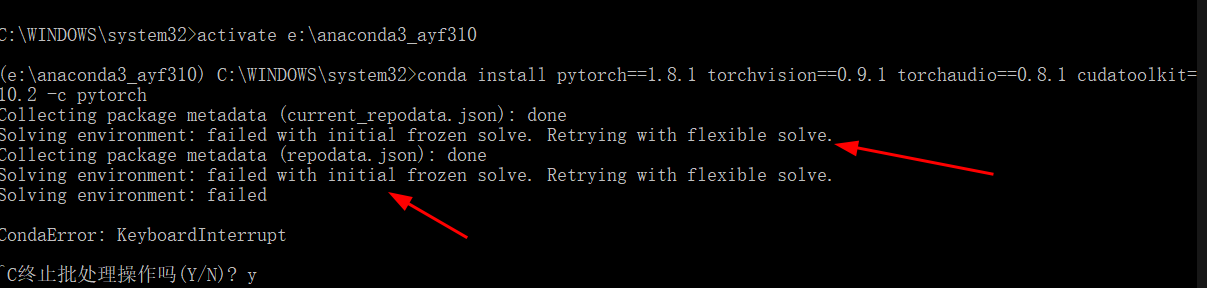 C:\WINDOWS\system32>activate e:\anaconda3_ayf310
(e:\anaconda3_ayf310) C:\WINDOWS\system32>conda install pytorch==1.8.1 torchvision==0.9.1 torchaudio==0.8.1 cudatoolkit=
10.2 -c pytorch
Collecting package metadata (current_repodata.json): done
Solving environment: failed with initial frozen solve. Retrying with flexible solve.
Collecting package metadata (repodata.json): done
Solving environment: failed with initial frozen solve. Retrying with flexible solve.
Solving environment: failed
CondaError: KeyboardInterrupt
^C终止批处理操作吗(Y/N)? y